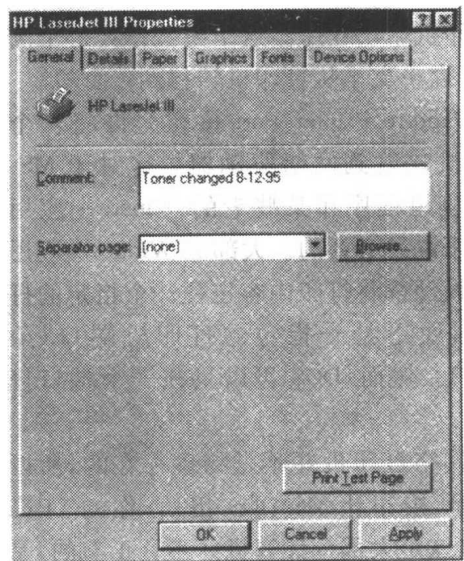 HP LaserJet III Properties
General Details Paper Graphics Fonts Device Options
HP LaserJet III
Comment: Toner changed 8-12-95
Separator page: (none) Browse...
Print Test Page
OK Cancel Apply